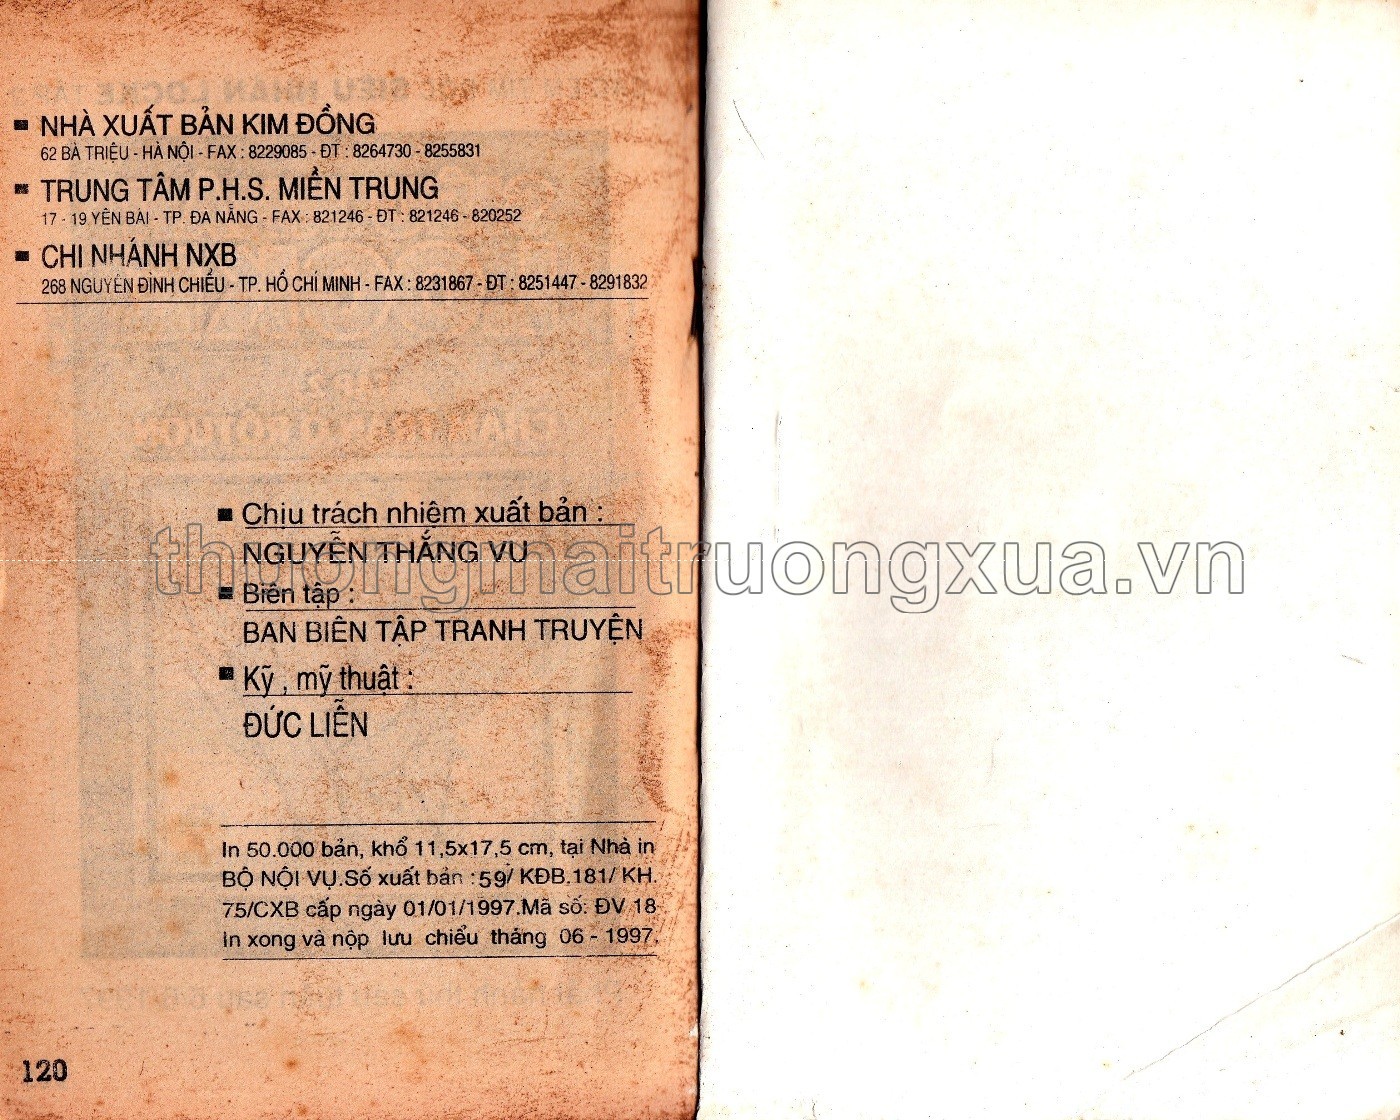 NHÀ XUẤT BẢN KIM ĐỒNG
62 BÀ TRIỆU - HÀ NỘI - FAX : 8229085 - ĐT : 8264730 - 8255831
TRUNG TÂM P.H.S. MIỀN TRUNG
17 - 19 YÊN BÁI - TP. ĐA NẴNG - FAX : 821246 - ĐT : 821246 - 820252
CHI NHÁNH NXB
268 NGUYỄN ĐÌNH CHIỂU - TP. HỒ CHÍ MINH - FAX : 8231867 - ĐT : 8251447 - 8291832
Chịu trách nhiệm xuất bản :
NGUYỄN THẮNG VU
thuongmaitruongxua.vn
Biên tập :
BAN BIÊN TẬP TRANH TRUYỆN
Kỹ , mỹ thuật :
ĐỨC LIỄN
In 50.000 bản, khổ 11,5x17,5 cm, tại Nhà in
BỘ NỘI VỤ.Số xuất bản : 59/ KĐB.181/ KH.
75/CXB cấp ngày 01/01/1997.Mã số: ĐV 18
In xong và nộp lưu chiểu tháng 06 - 1997.
120